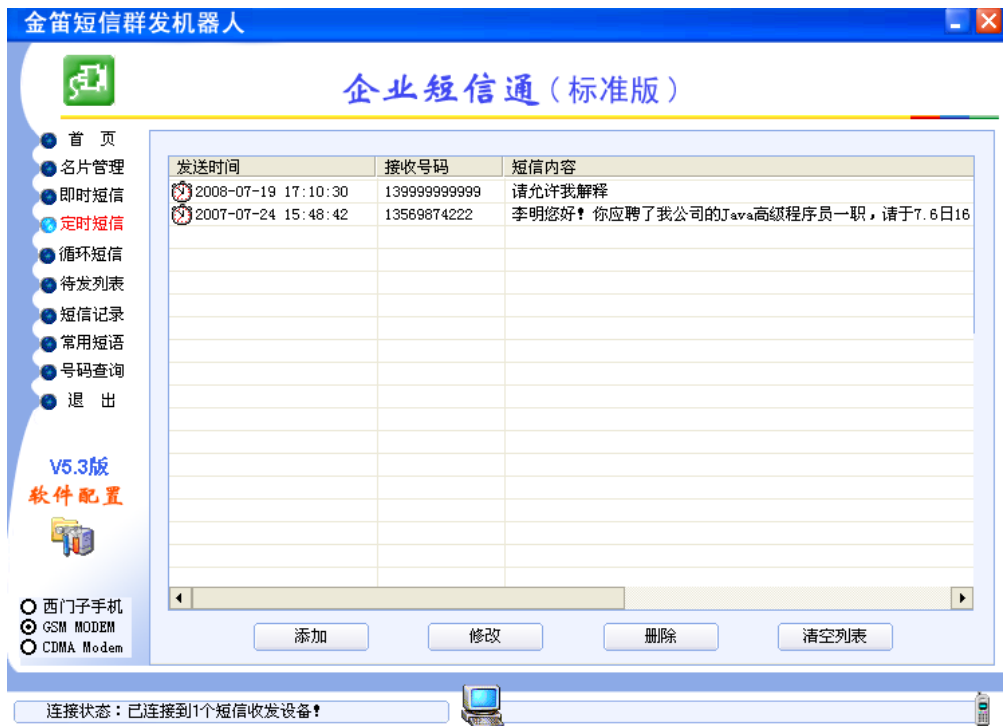 金笛短信群发机器人
企业短信通(标准版)
首 页
名片管理
即时短信
定时短信
循环短信
待发列表
短信记录
常用短语
号码查询
退 出
V5.3版
软件配置
西门子手机
GSM MODEM
CDMA Modem
发送时间 接收号码 短信内容
2008-07-19 17:10:30 139999999999 请允许我解释
2007-07-24 15:48:42 13569874222 李明您好！你应聘了我公司的Java高级程序员一职，请于7.6日16
添加 修改 删除 清空列表
连接状态：已连接到1个短信收发设备！